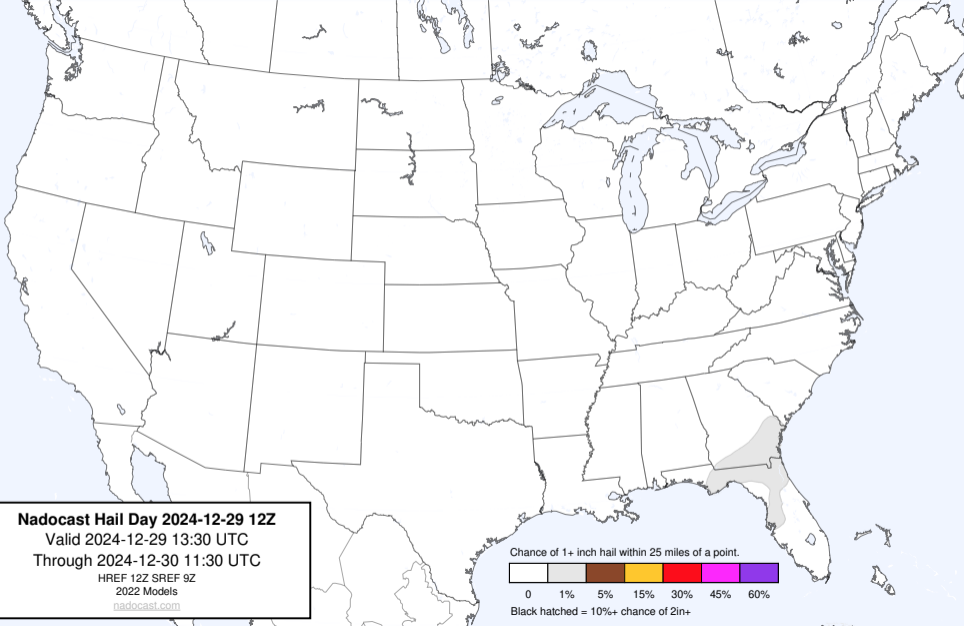 Nadocast Hail Day 2024-12-29 12Z
Valid 2024-12-29 13:30 UTC
Through 2024-12-30 11:30 UTC
HREF 12Z SREF 9Z
2022 Models
nadocast.com
Chance of 1+ inch hail within 25 miles of a point.
0 1% 5% 15% 30% 45% 60%
Black hatched = 10%+ chance of 2in+